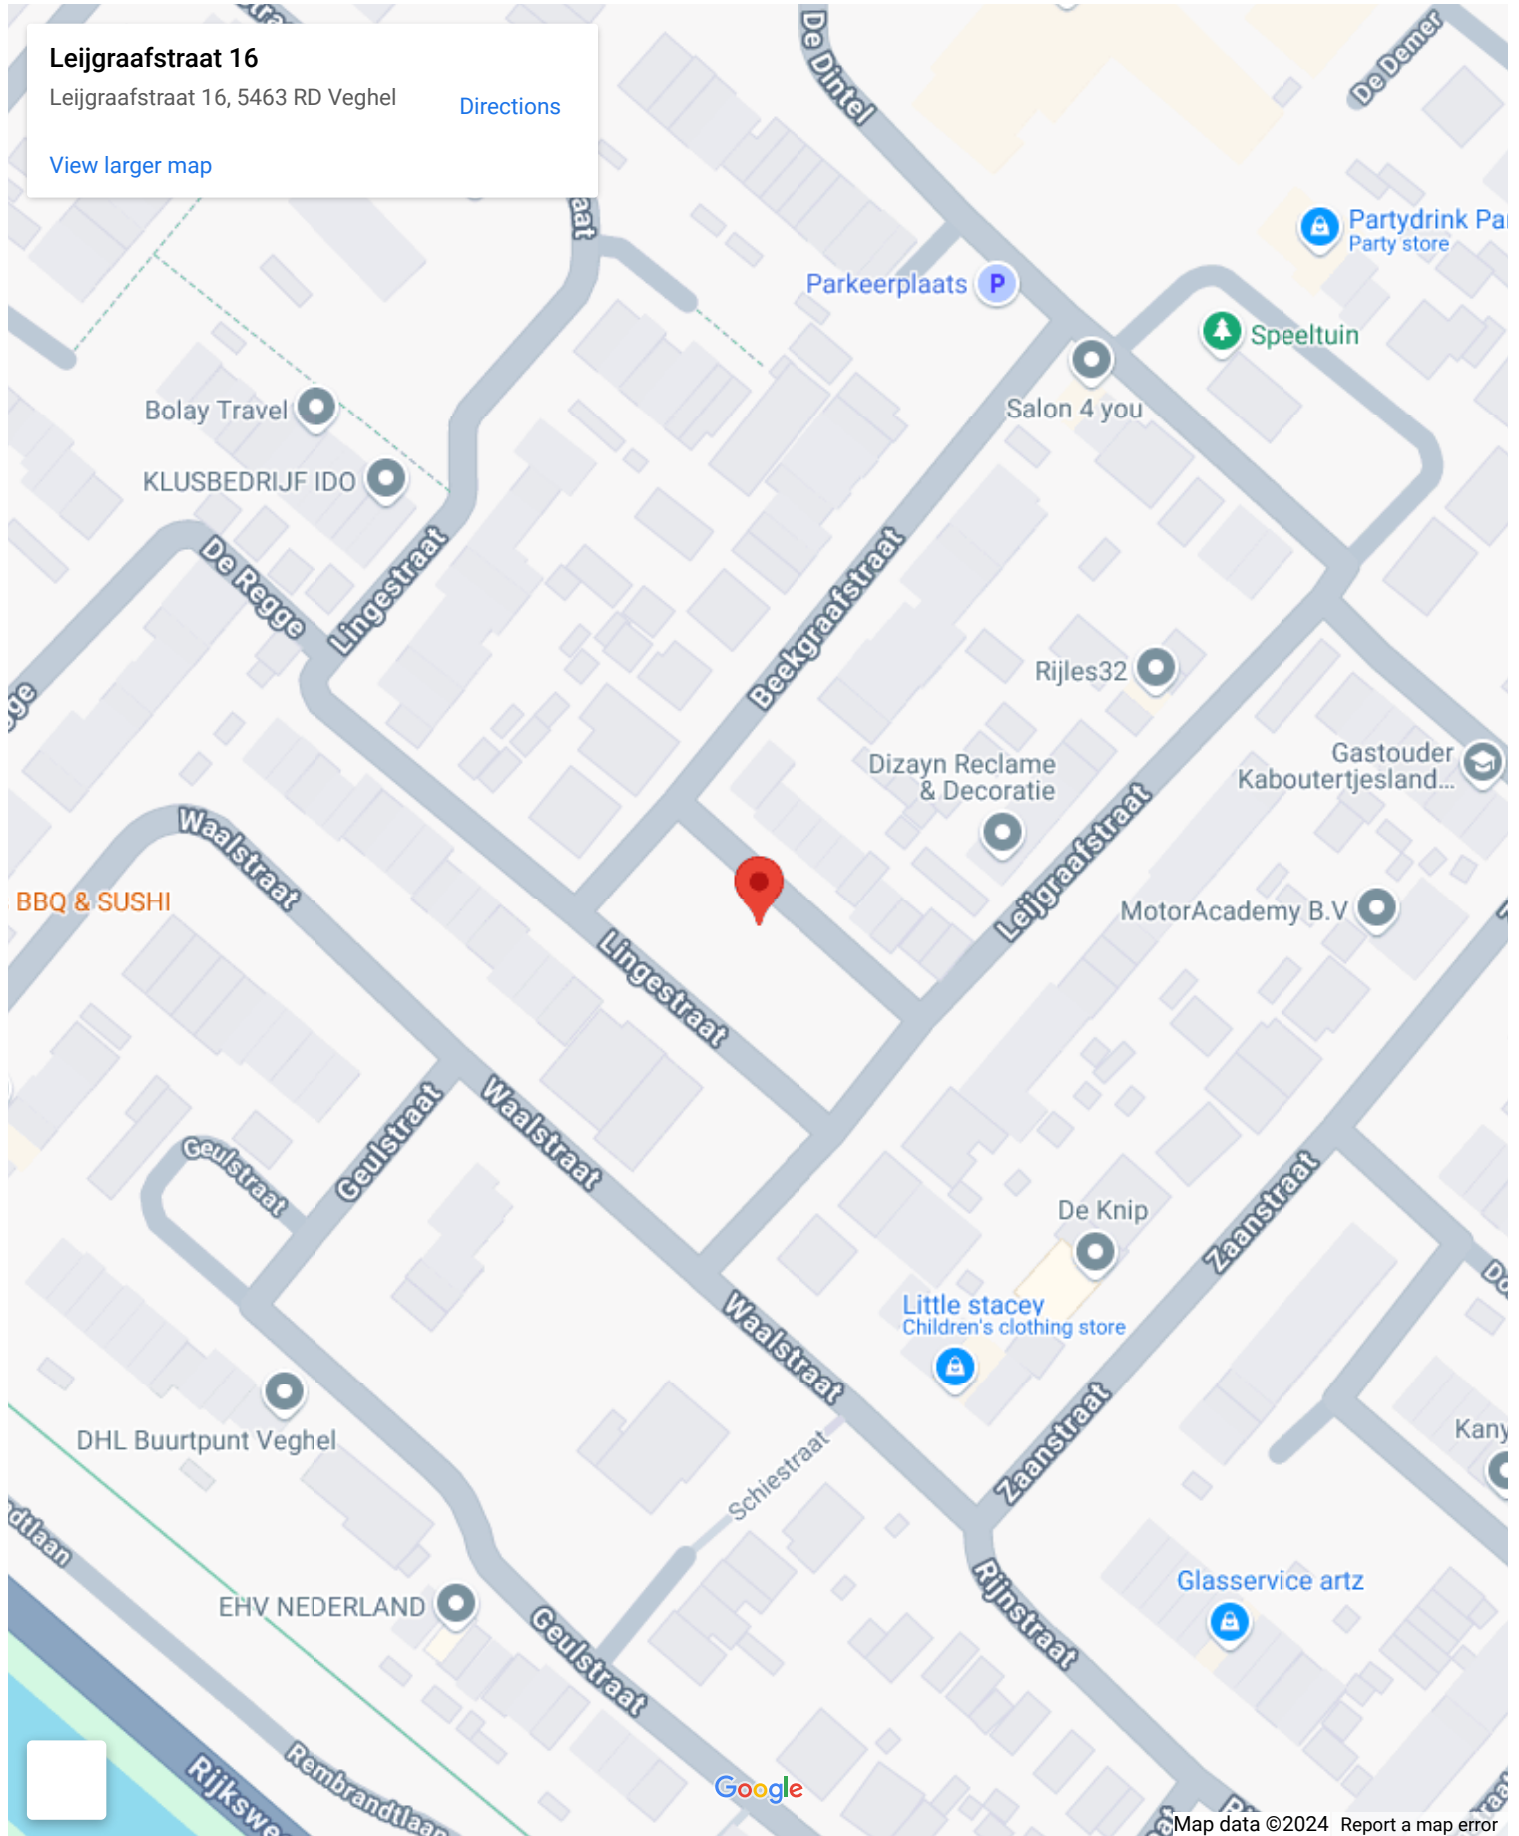 Leijgraafstraat 16
Leijgraafstraat 16, 5463 RD Veghel
Directions
View larger map
De Dintel
De Demer
Partydrink Pa
Party store
Parkeerplaats
P
Speeltuin
Salon 4 you
Bolay Travel
KLUSBEDRIJF IDO
De Regge
Lingestraat
Beekgraafstraat
Rijles32
Dizayn Reclame
& Decoratie
Gastouder
Kaboutertjesland...
Leijgraafstraat
Waalstraat
BBQ & SUSHI
MotorAcademy B.V
Lingestraat
Geulstraat
Waalstraat
Geulstraat
Zaanstraat
De Knip
Little stacey
Children's clothing store
Waalstraat
Zaanstraat
DHL Buurtpunt Veghel
Schiestraat
Kany
Glasservice artz
EHV NEDERLAND
Geulstraat
Rijnstraat
Rembrandtlaan
Rijkswe
Google
Map data ©2024
Report a map error